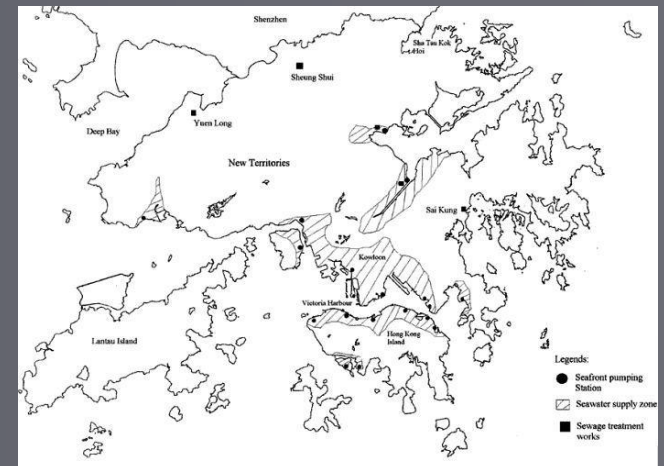 Shenzhen
Sha Tau Kok
Hoi
Sheung Shui
Yuen Long
Deep Bay
New Territories
Sai Kung
Kowloon
Victoria Harbour
Hong Kong
Island
Lantau Island
Legends:
Seafront pumping
Station
Seawater supply zone
Sewage treatment
works